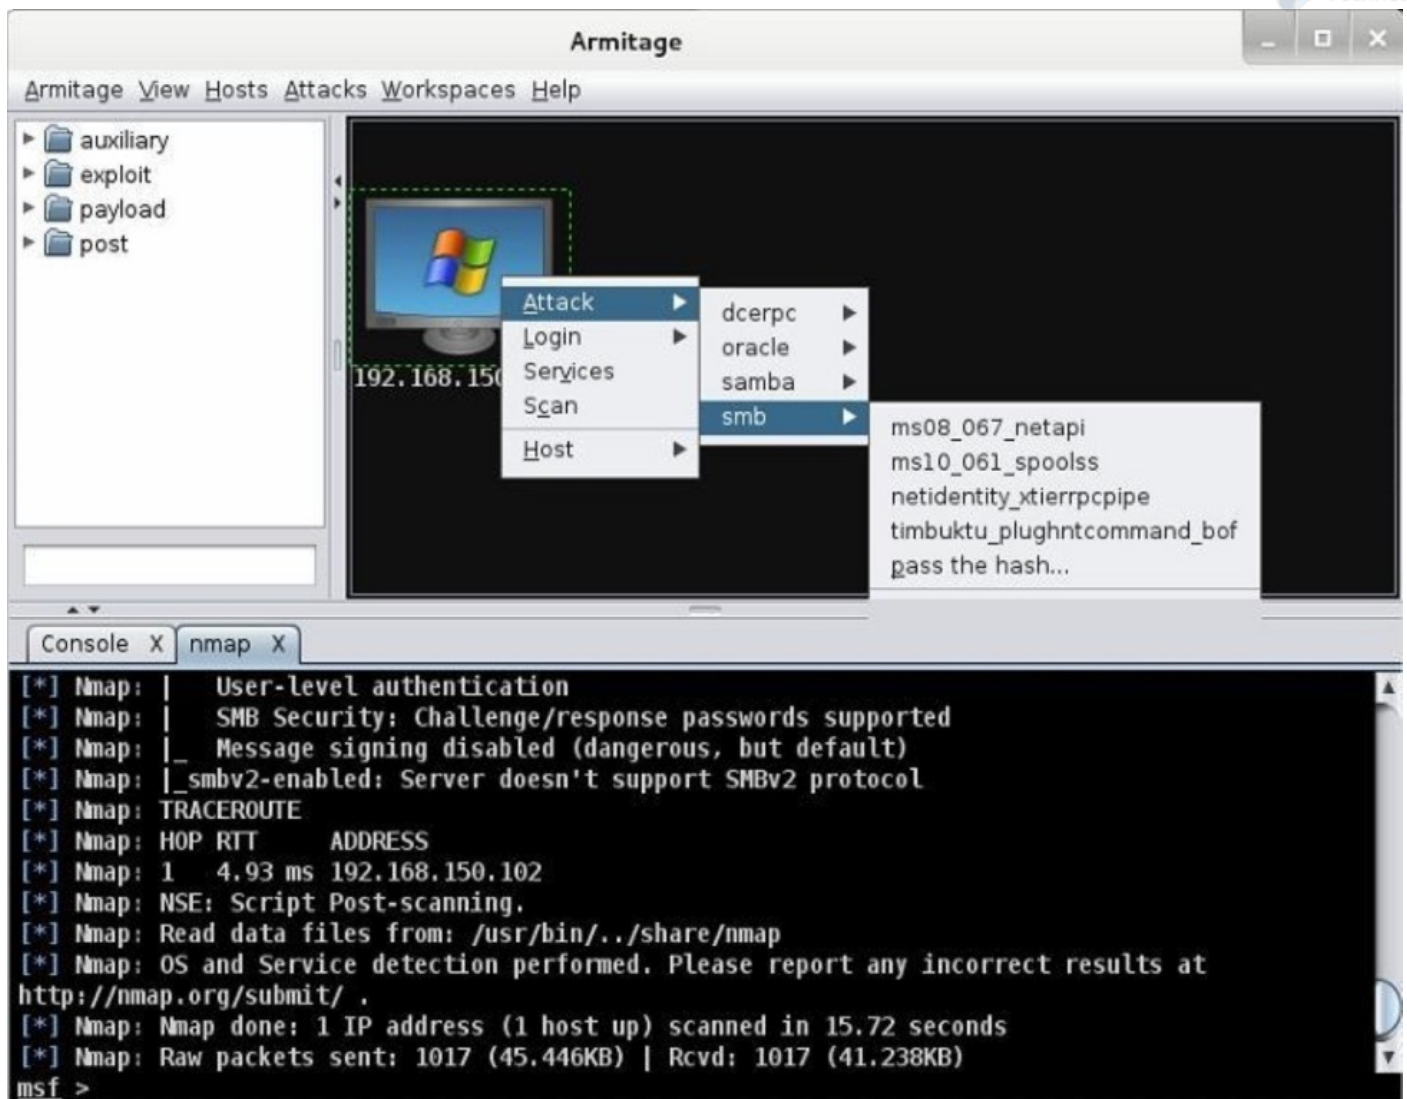 Armitage
Armitage View Hosts Attacks Workspaces Help
auxiliary
exploit
payload
post
192.168.150
Attack
Login
Services
Scan
Host
dcerpc
oracle
samba
smb
ms08_067_netapi
ms10_061_spoolss
netidentity_xtierrpcpipe
timbuktu_plughntcommand_bof
pass the hash...
Console X nmap X
[*] Nmap: |   User-level authentication
[*] Nmap: |   SMB Security: Challenge/response passwords supported
[*] Nmap: |_  Message signing disabled (dangerous, but default)
[*] Nmap: |_smbv2-enabled: Server doesn't support SMBv2 protocol
[*] Nmap: TRACEROUTE
[*] Nmap: HOP RTT     ADDRESS
[*] Nmap: 1   4.93 ms 192.168.150.102
[*] Nmap: NSE: Script Post-scanning.
[*] Nmap: Read data files from: /usr/bin/../share/nmap
[*] Nmap: OS and Service detection performed. Please report any incorrect results at
http://nmap.org/submit/ .
[*] Nmap: Nmap done: 1 IP address (1 host up) scanned in 15.72 seconds
[*] Nmap: Raw packets sent: 1017 (45.446KB) | Rcvd: 1017 (41.238KB)
msf >